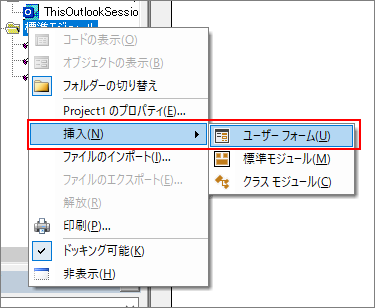 ThisOutlookSessio
標準モジュール
コードの表示(O)
オブジェクトの表示(B)
フォルダーの切り替え
Project1 のプロパティ(E)...
挿入(N)
ユーザー フォーム(U)
ファイルのインポート(I)...
標準モジュール(M)
ファイルのエクスポート(E)...
クラス モジュール(C)
解放(R)
印刷(P)...
ドッキング可能(K)
非表示(H)